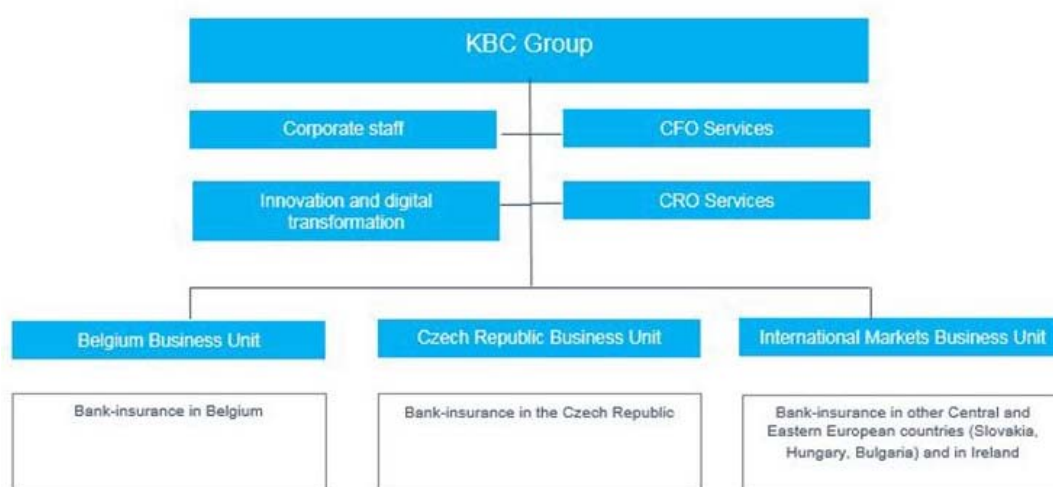 KBC Group
Corporate staff
CFO Services
Innovation and digital
transformation
CRO Services
Belgium Business Unit
Czech Republic Business Unit
International Markets Business Unit
Bank-insurance in Belgium
Bank-insurance in the Czech Republic
Bank-insurance in other Central and
Eastern European countries (Slovakia,
Hungary, Bulgaria) and in Ireland